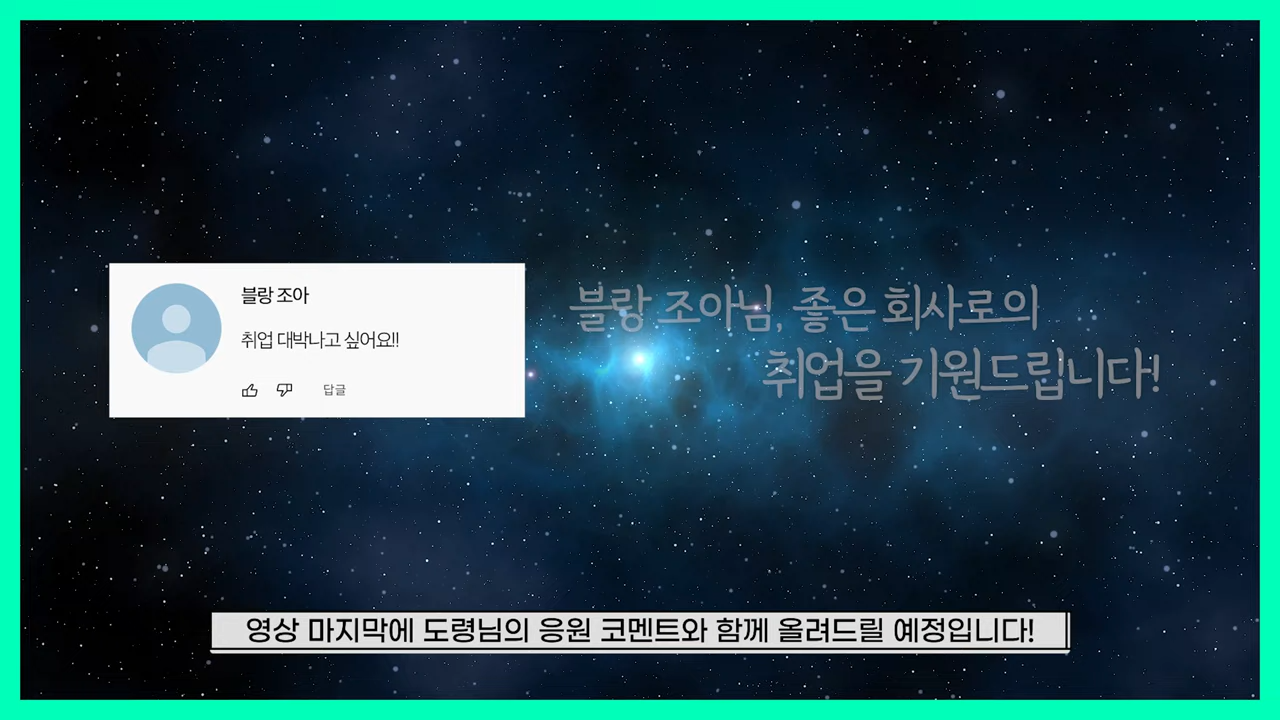 블랑 조아
취업 대박나고 싶어요!!
답글
블랑 조아님, 좋은 회사로의
취업을 기원드립니다!
영상 마지막에 도령님의 응원 코멘트와 함께 올려드릴 예정입니다!